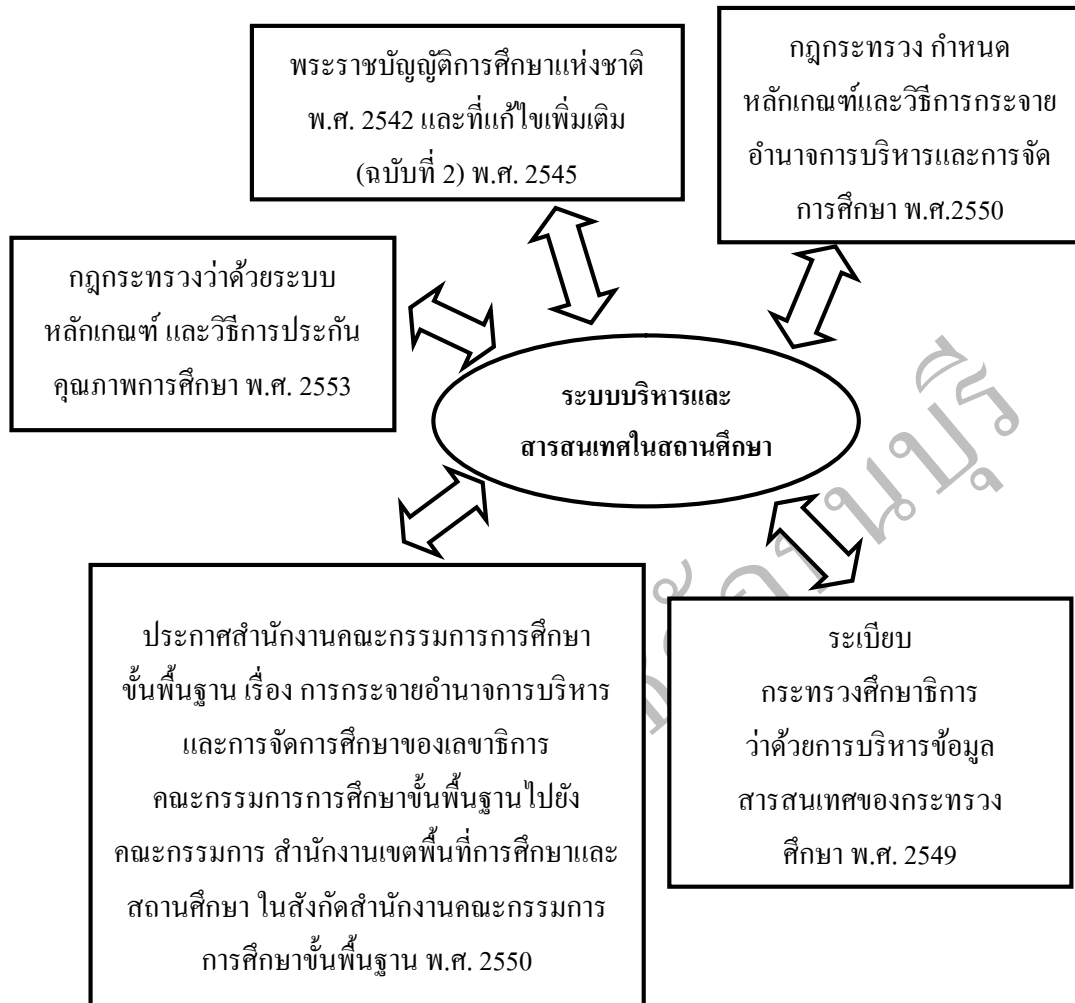 พระราชบัญญัติการศึกษาแห่งชาติ
พ.ศ. 2542 และที่แก้ไขเพิ่มเติม
(ฉบับที่ 2) พ.ศ. 2545
กฎกระทรวง กำหนด
หลักเกณฑ์และวิธีการกระจาย
อำนาจการบริหารและการจัด
การศึกษา พ.ศ.2550
กฎกระทรวงว่าด้วยระบบ
หลักเกณฑ์ และวิธีการประกัน
คุณภาพการศึกษา พ.ศ. 2553
ระบบบริหารและ
สารสนเทศในสถานศึกษา
ประกาศสำนักงานคณะกรรมการการศึกษา
ขั้นพื้นฐาน เรื่อง การกระจายอำนาจการบริหาร
และการจัดการศึกษาของเลขาธิการ
คณะกรรมการการศึกษาขั้นพื้นฐานไปยัง
คณะกรรมการ สำนักงานเขตพื้นที่การศึกษาและ
สถานศึกษา ในสังกัดสำนักงานคณะกรรมการ
การศึกษาขั้นพื้นฐาน พ.ศ. 2550
ระเบียบ
กระทรวงศึกษาธิการ
ว่าด้วยการบริหารข้อมูล
สารสนเทศของกระทรวง
ศึกษา พ.ศ. 2549